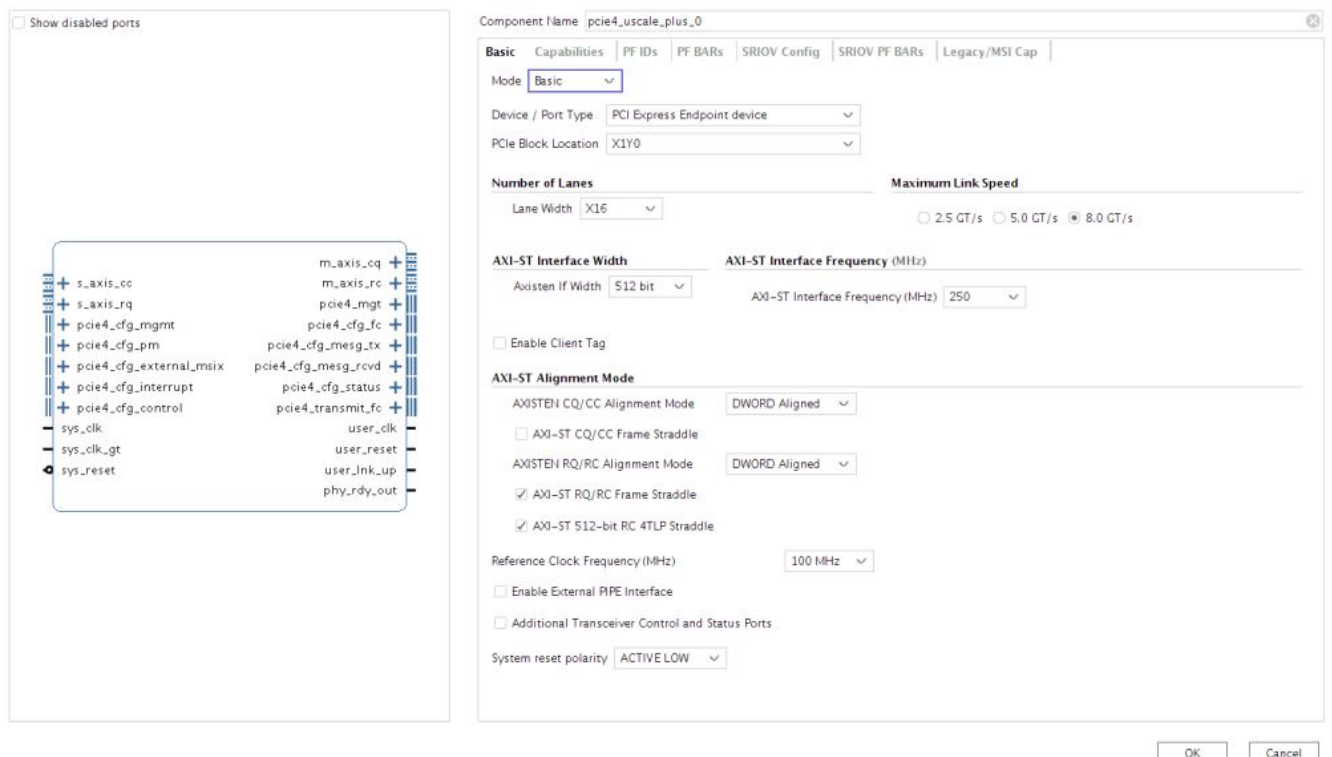 Show disabled ports
s_axis_cc
s_axis_rq
pcie4_cfg_mgmt
pcie4_cfg_pm
pcie4_cfg_external_msix
pcie4_cfg_interrupt
pcie4_cfg_control
sys_clk
sys_clk_gt
sys_reset
m_axis_cq
m_axis_rc
pcie4_mgt
pcie4_cfg_fc
pcie4_cfg_mesg_tx
pcie4_cfg_mesg_rcvd
pcie4_cfg_status
pcie4_transmit_fc
user_clk
user_reset
user_lnk_up
phy_rdy_out
Component Name pcie4_uscale_plus_0
Basic Capabilities PF IDs PF BARs SRIOV Config SRIOV PF BARs Legacy/MSI Cap
Mode Basic
Device / Port Type PCI Express Endpoint device
PCIe Block Location X1Y0
Number of Lanes Maximum Link Speed
Lane Width X16 2.5 GT/s 5.0 GT/s 8.0 GT/s
AXI-ST Interface Width AXI-ST Interface Frequency (MHz)
Axisten If Width 512 bit AXI-ST Interface Frequency (MHz) 250
Enable Client Tag
AXI-ST Alignment Mode
AXISTEN CQ/CC Alignment Mode DWORD Aligned
AXI-ST CQ/CC Frame Straddle
AXISTEN RQ/RC Alignment Mode DWORD Aligned
AXI-ST RQ/RC Frame Straddle
AXI-ST 512-bit RC 4TLP Straddle
Reference Clock Frequency (MHz) 100 MHz
Enable External PIPE Interface
Additional Transceiver Control and Status Ports
System reset polarity ACTIVE LOW
OK Cancel